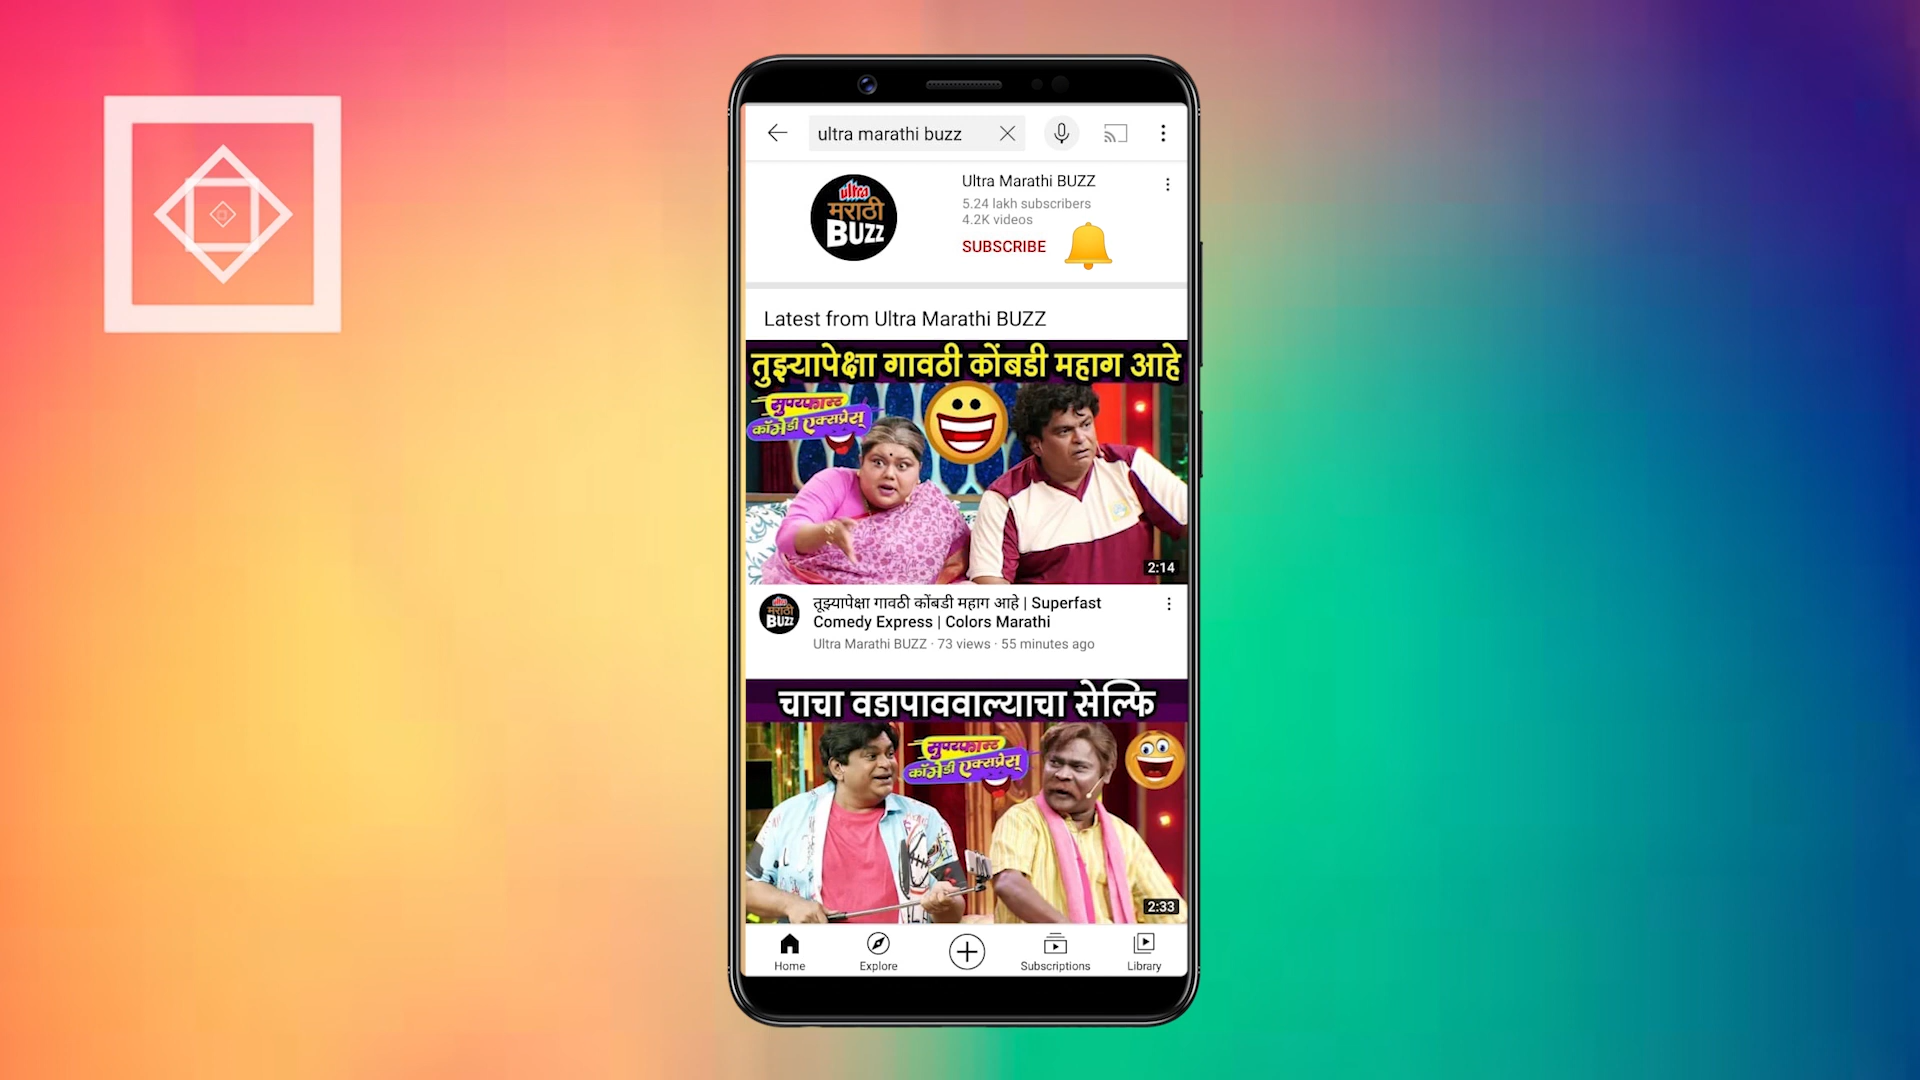 ultra marathi buzz
ultra
मराठी
BUZZ
Ultra Marathi BUZZ
5.24 lakh subscribers
4.2K videos
SUBSCRIBE
Latest from Ultra Marathi BUZZ
तुझ्यापेक्षा गावठी कोंबडी महाग आहे
सुपरफास्ट
कॉमेडी एक्सप्रेस्
2:14
ultra
मराठी
BUZZ
तूझ्यापेक्षा गावठी कोंबडी महाग आहे | Superfast
Comedy Express | Colors Marathi
Ultra Marathi BUZZ · 73 views · 55 minutes ago
चाचा वडापाववाल्याचा सेल्फि
सुपरफास्ट
कॉमेडी एक्सप्रेस्
2:33
Home
Explore
Subscriptions
Library